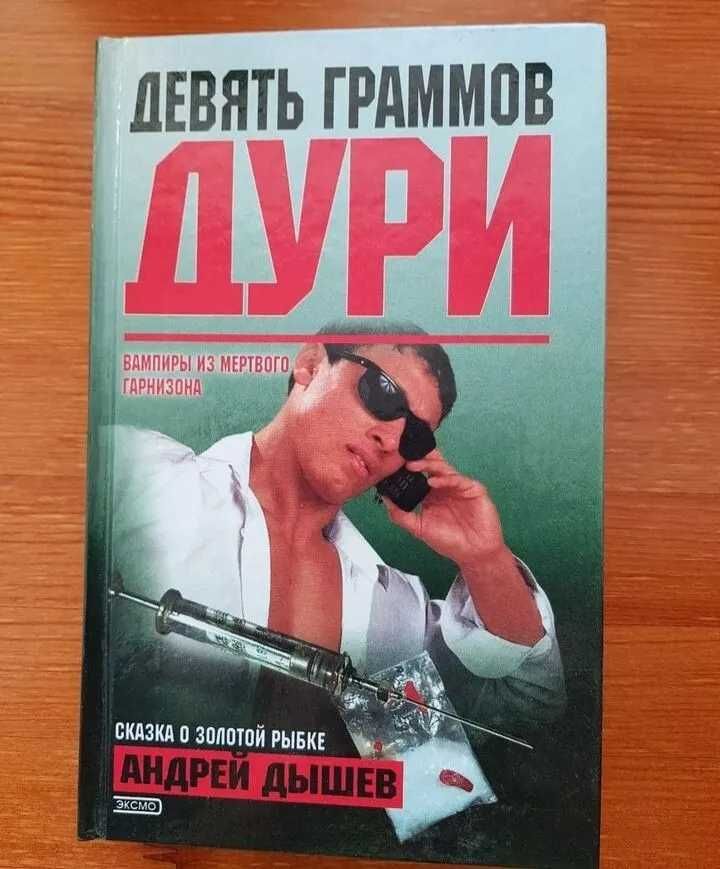 ДЕВЯТЬ ГРАММОВ
ДУРИ
ВАМПИРЫ ИЗ МЕРТВОГО
ГАРНИЗОНА
СКАЗКА О ЗОЛОТОЙ РЫБКЕ
АНДРЕЙ ДЫШЕВ
ЭКСМО